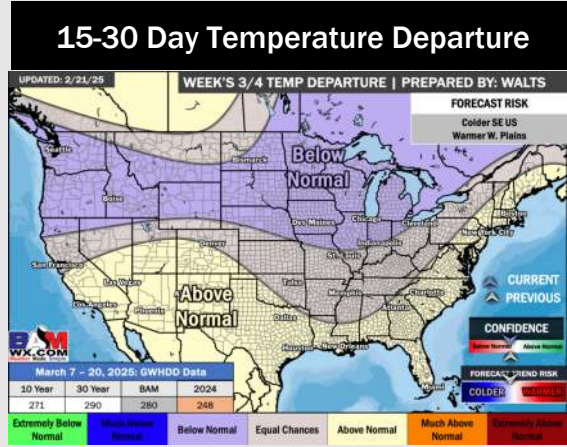 15-30 Day Temperature Departure
UPDATED: 2/21/25
WEEK'S 3/4 TEMP DEPARTURE | PREPARED BY: WALTS
FORECAST RISK
Colder SE US
Warmer W. Plains
Seattle
Bismarck
Below
Normal
Boise
Des Moines
Chicago
Cleveland
Boston
New York City
Indianapolis
San Francisco
Denver
St. Louis
Las Vegas
Tulsa
Memphis
Charlotte
Los Angeles
Phoenix
Above
Normal
Atlanta
Dallas
Houston
New Orleans
Miami
CURRENT
PREVIOUS
CONFIDENCE
Below Normal
Above Normal
FORECAST TREND RISK
COLDER
WARMER
BAM
WX.COM
Weather Made Simple
March 7 – 20, 2025: GWHDD Data
10 Year 30 Year BAM 2024
271 290 280 248
Extremely Below Normal
Much Below Normal
Below Normal
Equal Chances
Above Normal
Much Above Normal
Extremely Above Normal